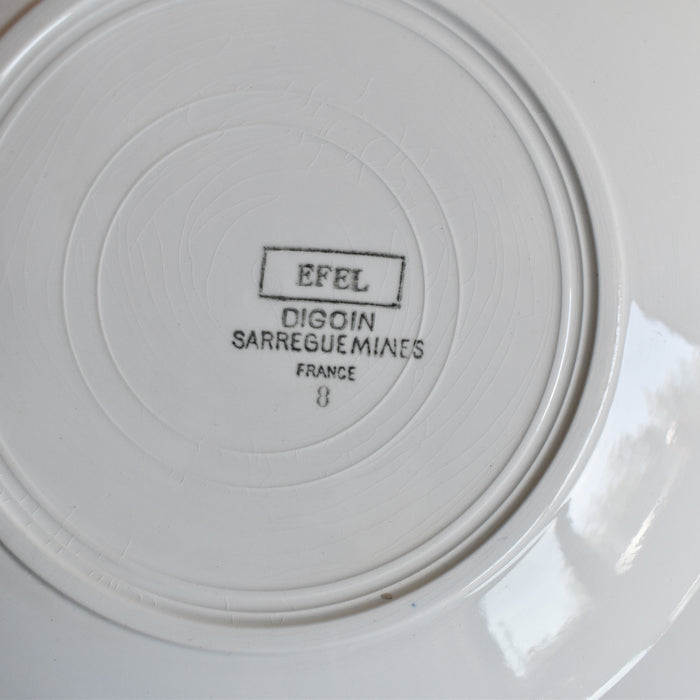 EFEL
DIGOIN
SARREGUEMINES
FRANCE
8